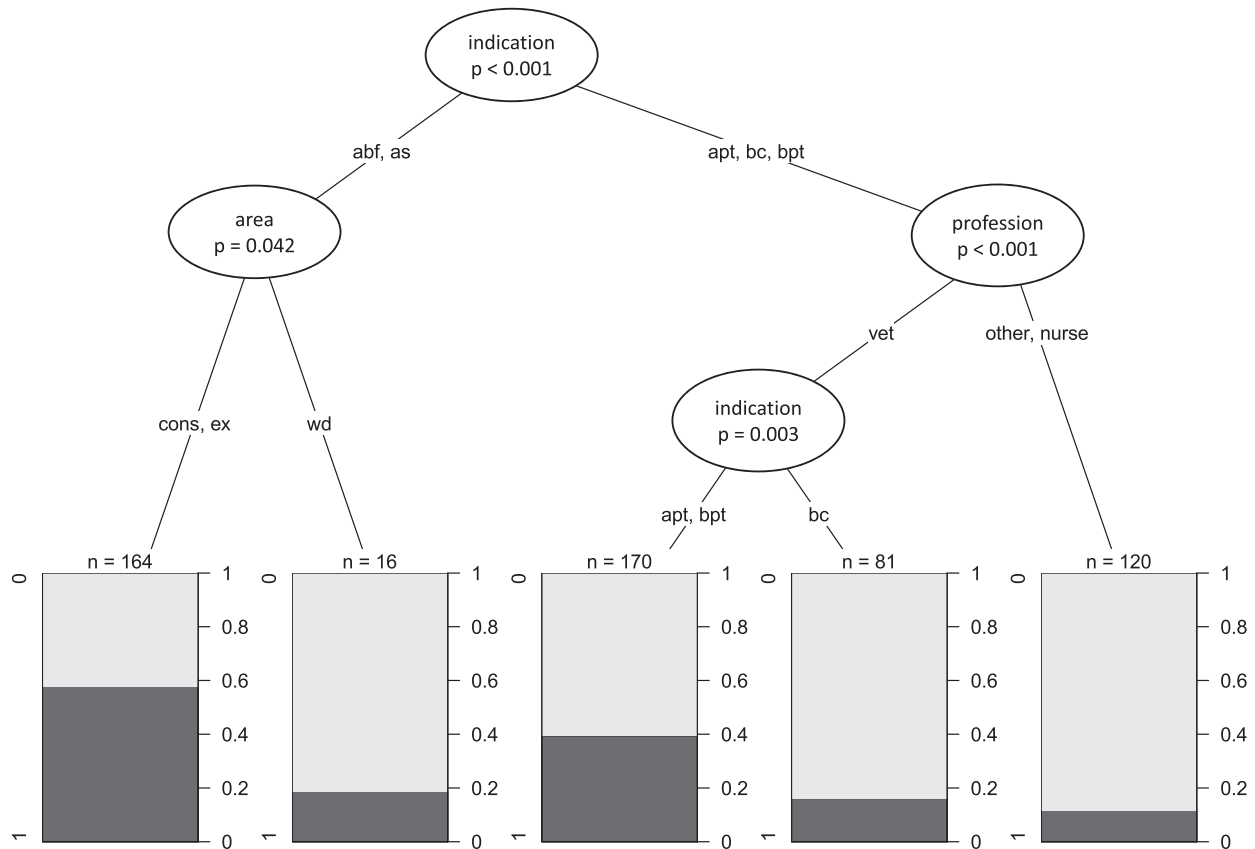 indication
p < 0.001
abf, as
apt, bc, bpt
area
p = 0.042
profession
p < 0.001
vet
other, nurse
indication
p = 0.003
cons, ex
wd
apt, bpt
bc
n = 164
n = 16
n = 170
n = 81
n = 120
0
1
1
0.8
0.6
0.4
0.2
0
0
1
1
0.8
0.6
0.4
0.2
0
0
1
1
0.8
0.6
0.4
0.2
0
0
1
1
0.8
0.6
0.4
0.2
0
0
1
1
0.8
0.6
0.4
0.2
0